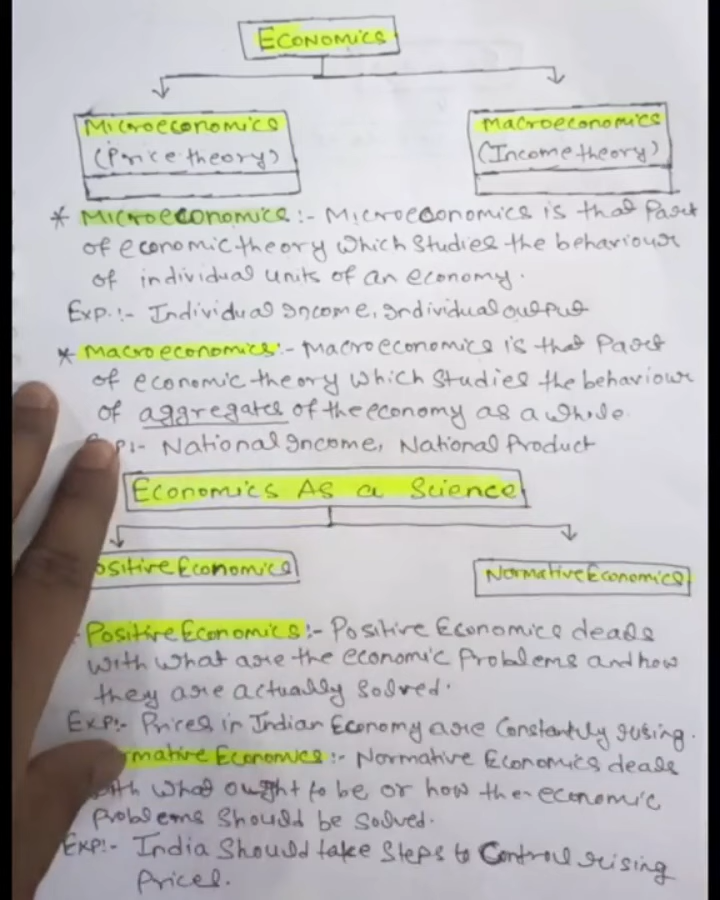 Economics
Microeconomics
(Price theory)
Macroeconomics
(Income theory)
* Microeconomics :- Microeconomics is that Part
of economic theory which studies the behaviour
of individual units of an economy.
Exp. :- Individual Income, Individual output
* Macroeconomics :- Macroeconomics is that Part
of economic theory which studies the behaviour
of aggregates of the economy as a whole.
:- National Income, National Product
Economics As a Science
ositive Economics
Normative Economics
Positive Economics :- Positive Economics deals
with what are the economic Problems and how
they are actually solved.
Exp:- Prices in Indian Economy are constantly rising.
rmative Economics :- Normative Economics deals
with what ought to be or how the economic
Problems should be solved.
Exp:- India should take steps to control rising
Prices.